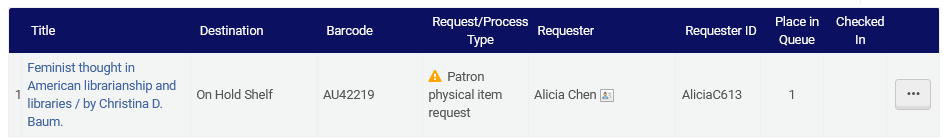 Title Destination Barcode Request/Process Type Requester Requester ID Place in Queue Checked In
1 Feminist thought in
American librarianship and
libraries / by Christina D.
Baum.
On Hold Shelf
AU42219
Patron
physical item
request
Alicia Chen
AliciaC613
1